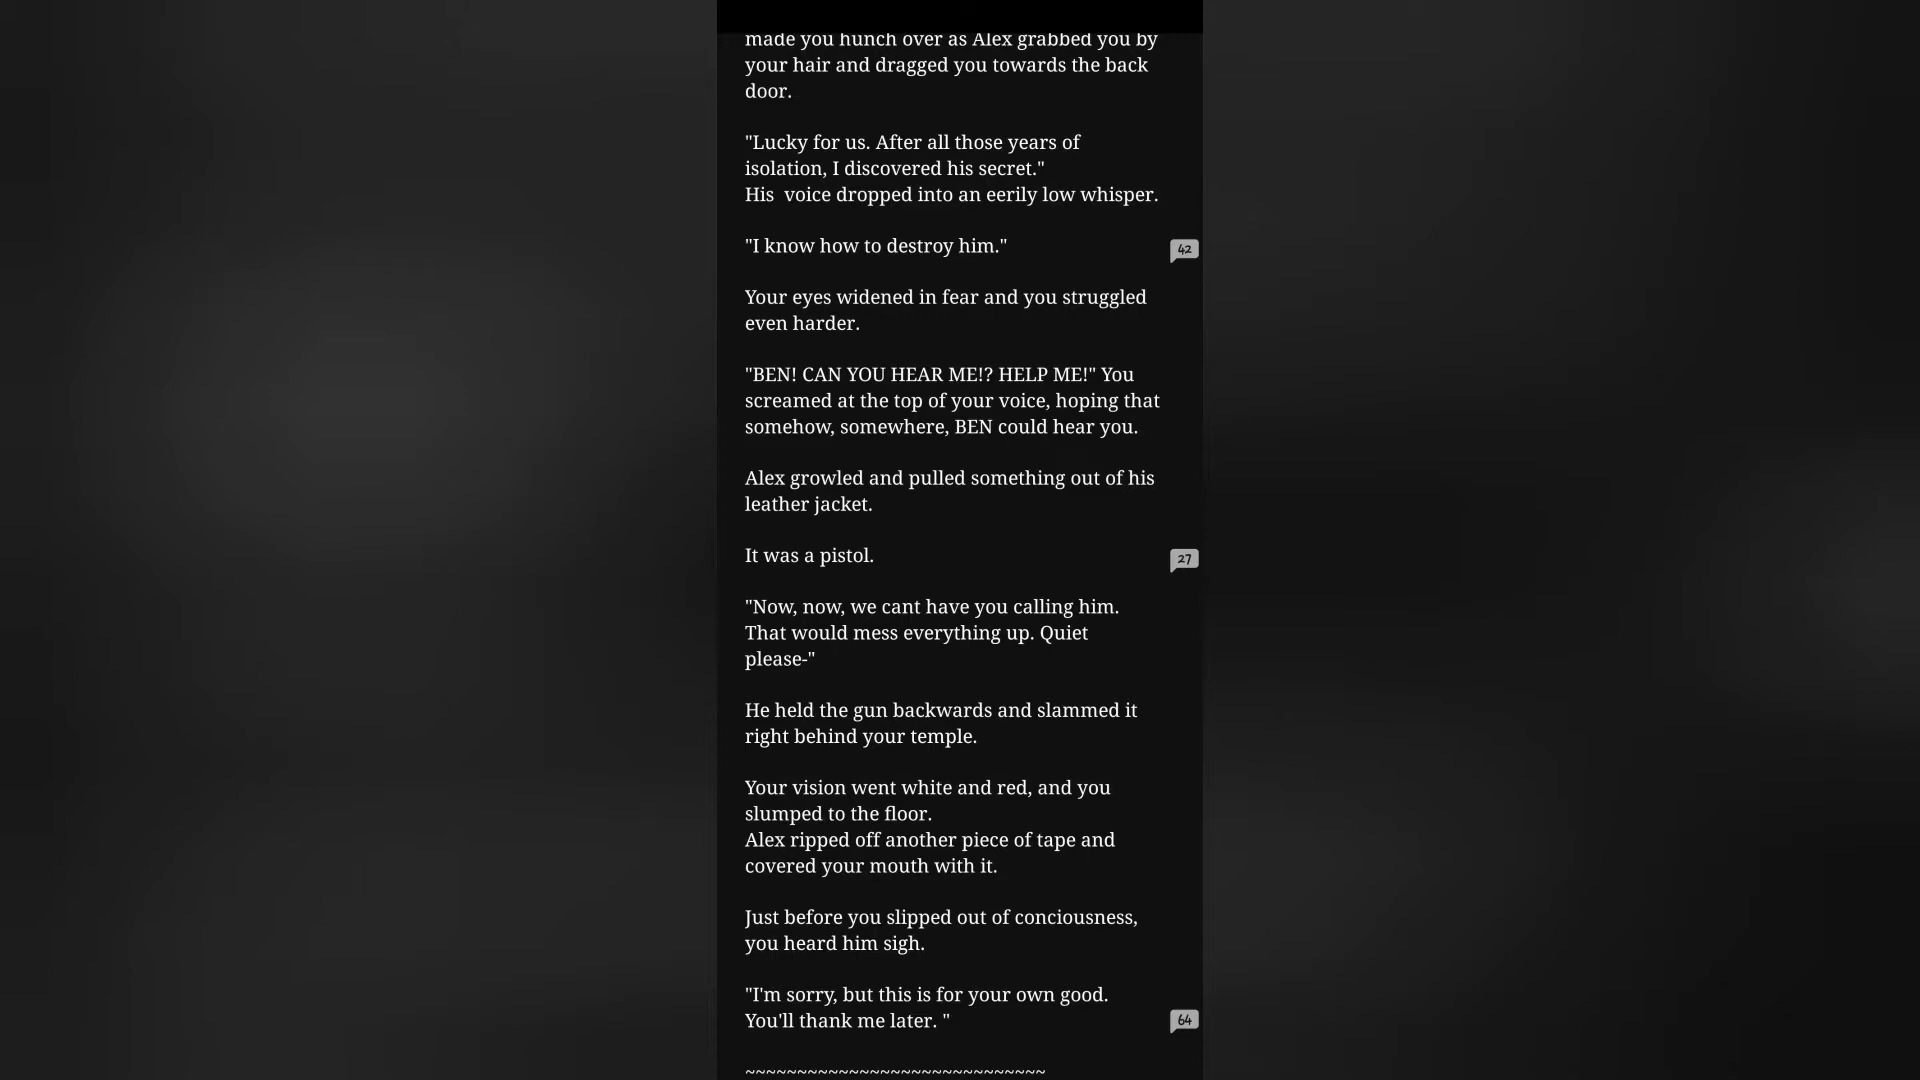 made you hunch over as Alex grabbed you by
your hair and dragged you towards the back
door.
"Lucky for us. After all those years of
isolation, I discovered his secret."
His  voice dropped into an eerily low whisper.
"I know how to destroy him."
42
Your eyes widened in fear and you struggled
even harder.
"BEN! CAN YOU HEAR ME!? HELP ME!" You
screamed at the top of your voice, hoping that
somehow, somewhere, BEN could hear you.
Alex growled and pulled something out of his
leather jacket.
It was a pistol.
27
"Now, now, we cant have you calling him.
That would mess everything up. Quiet
please-"
He held the gun backwards and slammed it
right behind your temple.
Your vision went white and red, and you
slumped to the floor.
Alex ripped off another piece of tape and
covered your mouth with it.
Just before you slipped out of conciousness,
you heard him sigh.
"I'm sorry, but this is for your own good.
You'll thank me later. "
64
~~~~~~~~~~~~~~~~~~~~~~~~~~~~